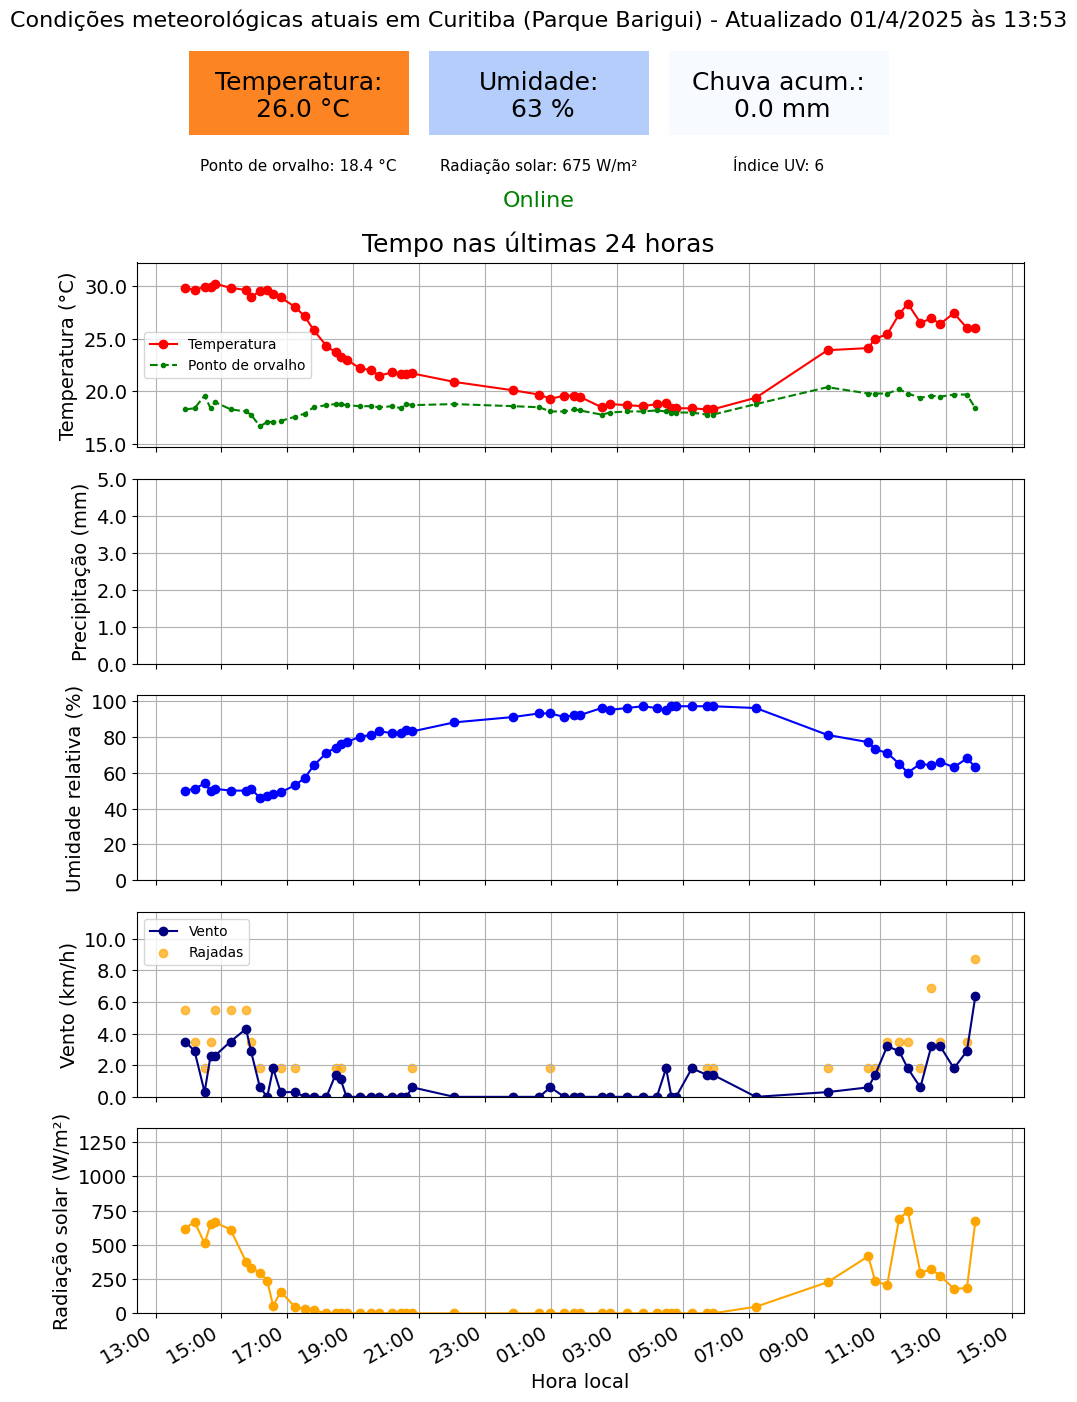 Condições meteorológicas atuais em Curitiba (Parque Barigui) - Atualizado 01/4/2025 às 13:53
Temperatura:
26.0 °C
Umidade:
63 %
Chuva acum.:
0.0 mm
Ponto de orvalho: 18.4 °C
Radiação solar: 675 W/m²
Índice UV: 6
Online
Tempo nas últimas 24 horas
Temperatura (°C)
30.0
25.0
20.0
15.0
Temperatura
Ponto de orvalho
Precipitação (mm)
5.0
4.0
3.0
2.0
1.0
0.0
Umidade relativa (%)
100
80
60
40
20
0
Vento (km/h)
10.0
8.0
6.0
4.0
2.0
0.0
Vento
Rajadas
Radiação solar (W/m²)
1250
1000
750
500
250
0
13:00
15:00
17:00
19:00
21:00
23:00
01:00
03:00
05:00
07:00
09:00
11:00
13:00
15:00
Hora local